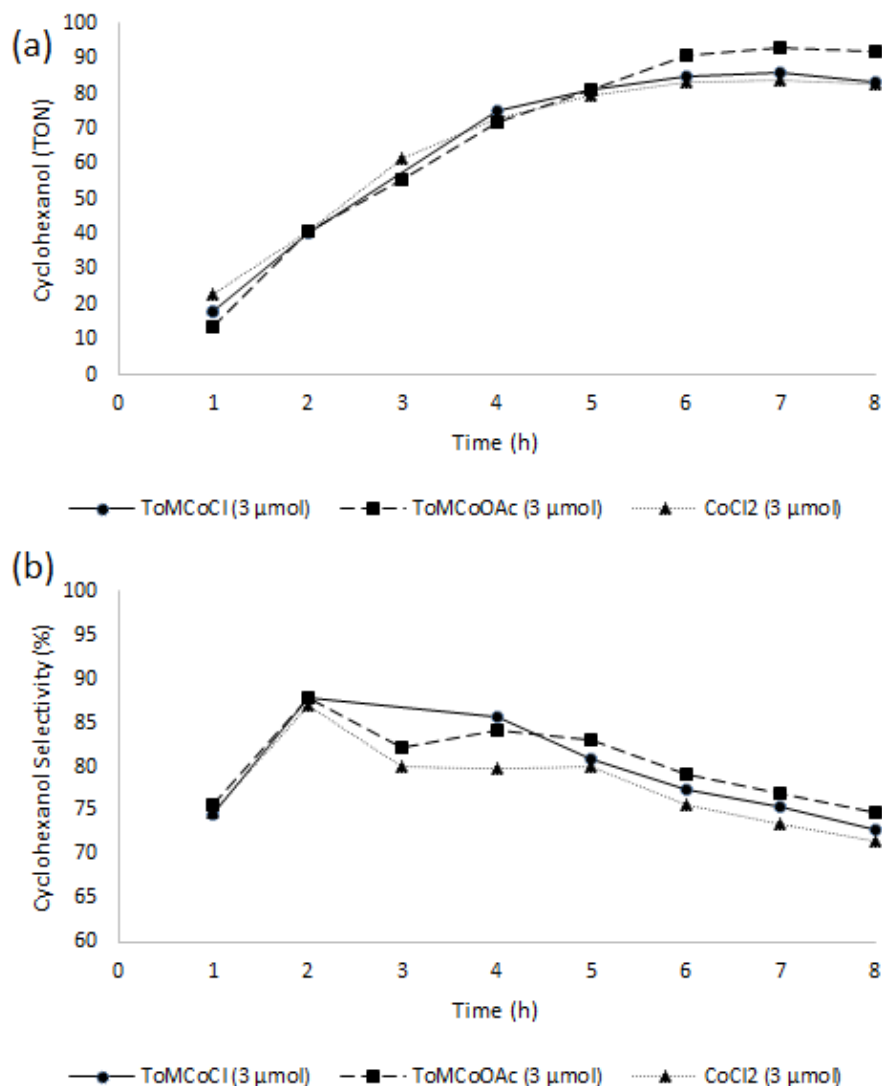 (a)
Cyclohexanol (TON)
100
90
80
70
60
50
40
30
20
10
0
0 1 2 3 4 5 6 7 8
Time (h)
ToMCoCl (3 μmol) ToMCoOAc (3 μmol) CoCl2 (3 μmol)
(b)
Cyclohexanol Selectivity (%)
100
95
90
85
80
75
70
65
60
0 1 2 3 4 5 6 7 8
Time (h)
ToMCoCl (3 μmol) ToMCoOAc (3 μmol) CoCl2 (3 μmol)